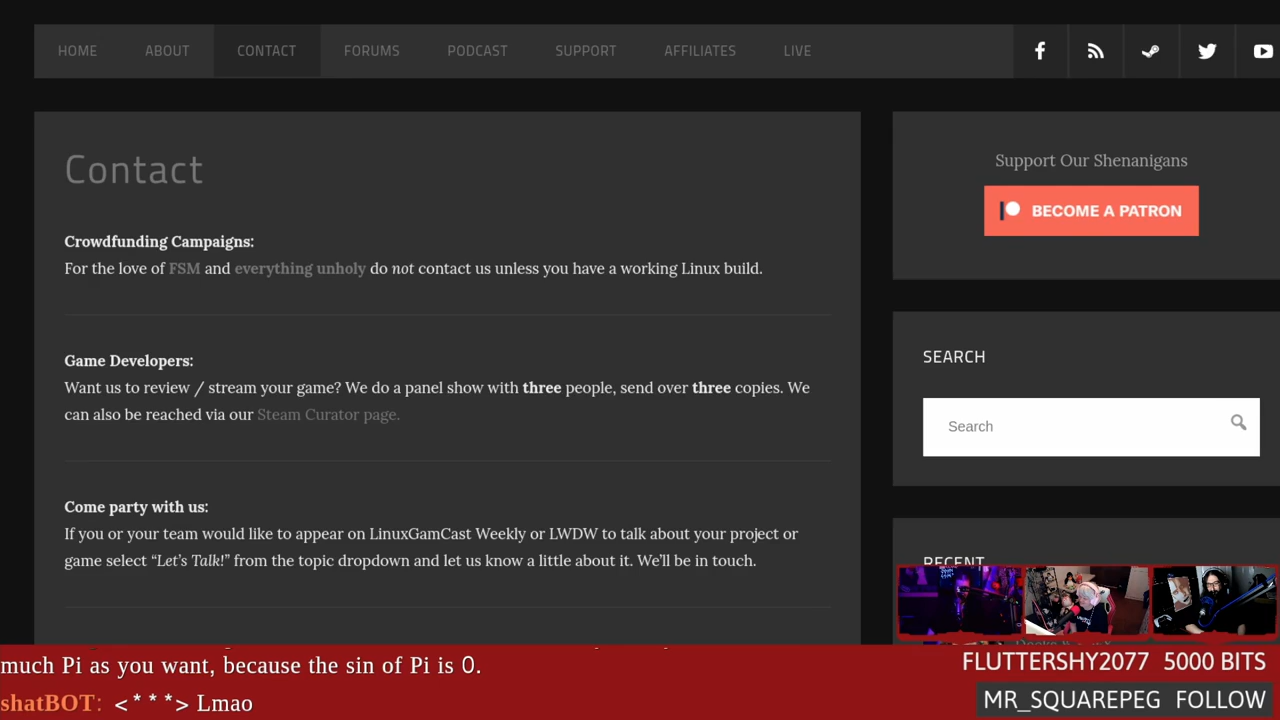 HOME ABOUT CONTACT FORUMS PODCAST SUPPORT AFFILIATES LIVE
Contact
Crowdfunding Campaigns:
For the love of FSM and everything unholy do not contact us unless you have a working Linux build.
Game Developers:
Want us to review / stream your game? We do a panel show with three people, send over three copies. We
can also be reached via our Steam Curator page.
Come party with us:
If you or your team would like to appear on LinuxGamCast Weekly or LWDW to talk about your project or
game select “Let’s Talk!” from the topic dropdown and let us know a little about it. We’ll be in touch.
Support Our Shenanigans
BECOME A PATRON
SEARCH
Search
RECENT
much Pi as you want, because the sin of Pi is 0.
shatBOT: <***> Lmao
FLUTTERSHY2077 5000 BITS
MR_SQUAREPEG FOLLOW